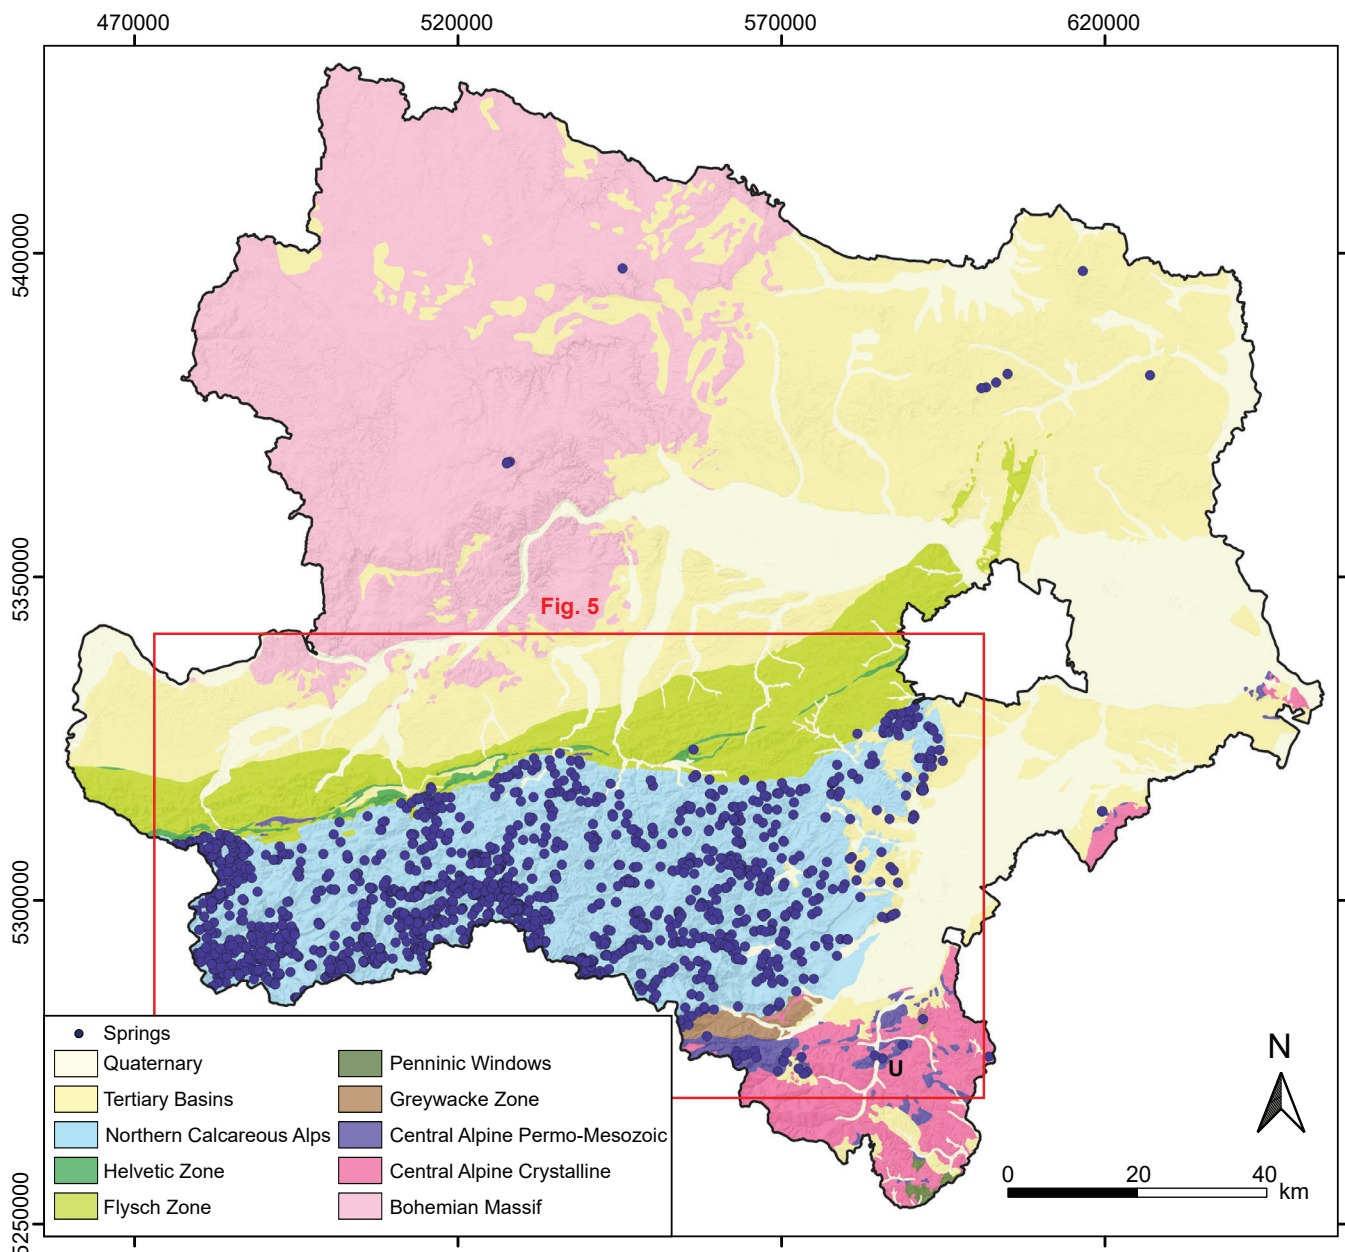 470000 520000 570000 620000
5400000
5350000
5300000
5250000
Fig. 5
U
Springs
Quaternary
Tertiary Basins
Northern Calcareous Alps
Helvetic Zone
Flysch Zone
Penninic Windows
Greywacke Zone
Central Alpine Permo-Mesozoic
Central Alpine Crystalline
Bohemian Massif
N
0 20 40
km